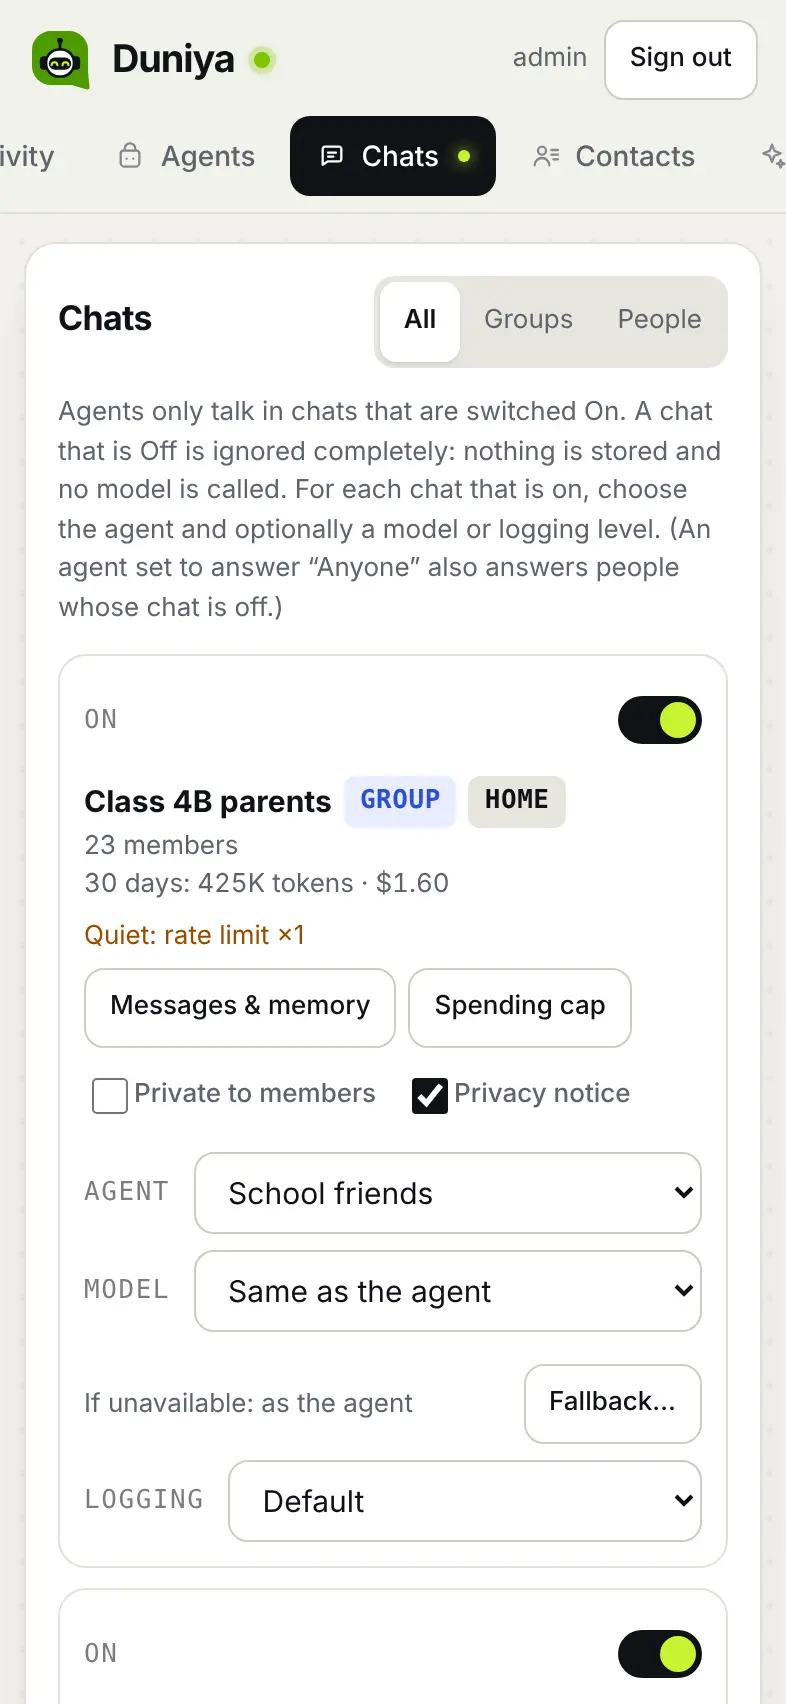 Duniya
admin
Sign out
ivity
Agents
Chats
Contacts
Chats
All
Groups
People
Agents only talk in chats that are switched On. A chat
that is Off is ignored completely: nothing is stored and
no model is called. For each chat that is on, choose
the agent and optionally a model or logging level. (An
agent set to answer “Anyone” also answers people
whose chat is off.)
ON
Class 4B parents GROUP HOME
23 members
30 days: 425K tokens · $1.60
Quiet: rate limit ×1
Messages & memory
Spending cap
Private to members
Privacy notice
AGENT School friends
MODEL Same as the agent
If unavailable: as the agent
Fallback...
LOGGING Default
ON